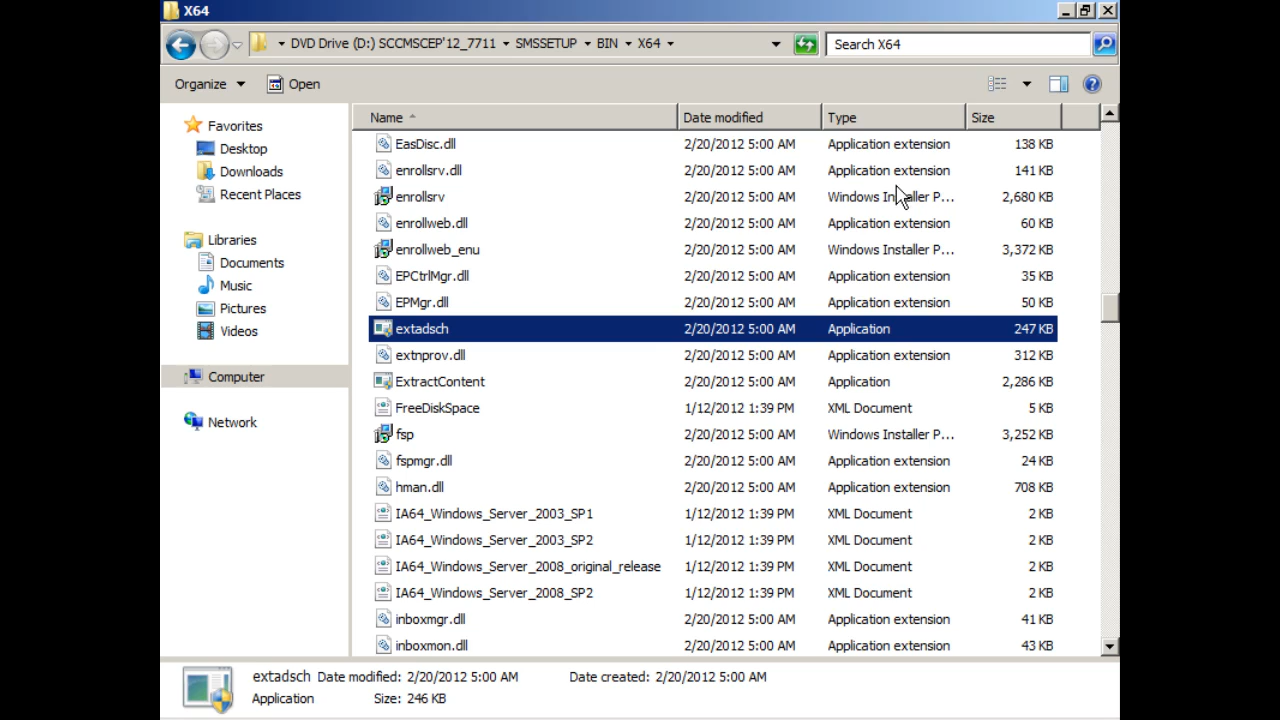 X64
DVD Drive (D:) SCCMSCEP'12_7711 SMSSETUP BIN X64
Search X64
Organize Open
Favorites
Desktop
Downloads
Recent Places
Libraries
Documents
Music
Pictures
Videos
Computer
Network
Name Date modified Type Size
EasDisc.dll 2/20/2012 5:00 AM Application extension 138 KB
enrollsrv.dll 2/20/2012 5:00 AM Application extension 141 KB
enrollsrv 2/20/2012 5:00 AM Windows Installer P... 2,680 KB
enrollweb.dll 2/20/2012 5:00 AM Application extension 60 KB
enrollweb_enu 2/20/2012 5:00 AM Windows Installer P... 3,372 KB
EPCtrlMgr.dll 2/20/2012 5:00 AM Application extension 35 KB
EPMgr.dll 2/20/2012 5:00 AM Application extension 50 KB
extadsch 2/20/2012 5:00 AM Application 247 KB
extnprov.dll 2/20/2012 5:00 AM Application extension 312 KB
ExtractContent 2/20/2012 5:00 AM Application 2,286 KB
FreeDiskSpace 1/12/2012 1:39 PM XML Document 5 KB
fsp 2/20/2012 5:00 AM Windows Installer P... 3,252 KB
fspmgr.dll 2/20/2012 5:00 AM Application extension 24 KB
hman.dll 2/20/2012 5:00 AM Application extension 708 KB
IA64_Windows_Server_2003_SP1 1/12/2012 1:39 PM XML Document 2 KB
IA64_Windows_Server_2003_SP2 1/12/2012 1:39 PM XML Document 2 KB
IA64_Windows_Server_2008_original_release 1/12/2012 1:39 PM XML Document 2 KB
IA64_Windows_Server_2008_SP2 1/12/2012 1:39 PM XML Document 2 KB
inboxmgr.dll 2/20/2012 5:00 AM Application extension 41 KB
inboxmon.dll 2/20/2012 5:00 AM Application extension 43 KB
extadsch Date modified: 2/20/2012 5:00 AM Date created: 2/20/2012 5:00 AM
Application Size: 246 KB